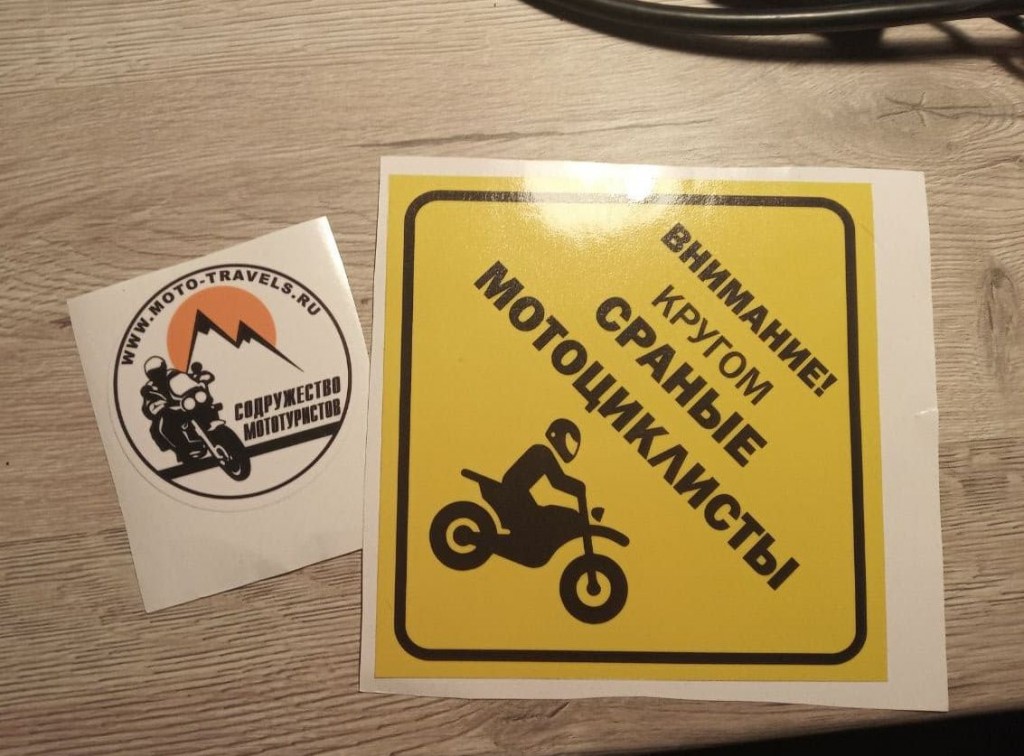 WWW.MOTO-TRAVELS.RU
СОДРУЖЕСТВО
МОТОТУРИСТОВ
ВНИМАНИЕ!
КРУГОМ
СРАНЫЕ
МОТОЦИКЛИСТЫ